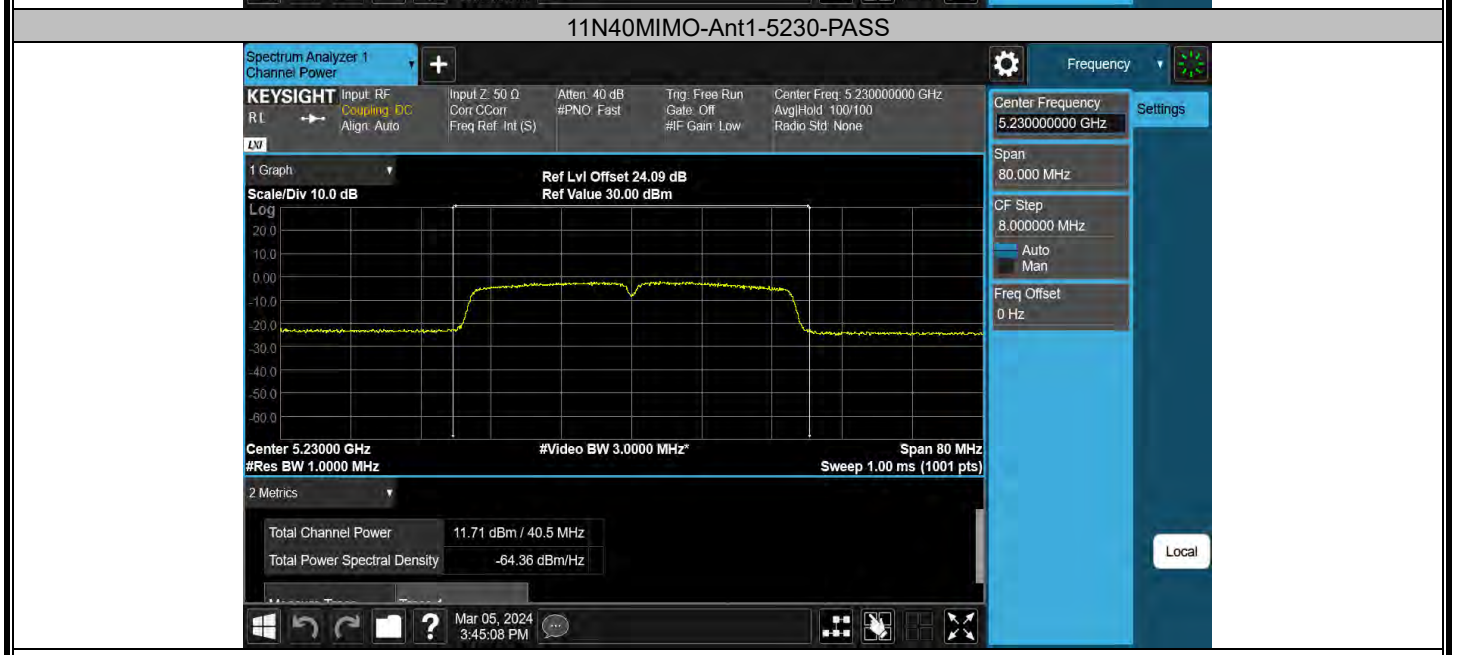 11N40MIMO-Ant1-5230-PASS
Spectrum Analyzer 1
Channel Power
Frequency
KEYSIGHT
RL
LXI
Input: RF
Coupling: DC
Align: Auto
Input Z: 50 Ω
Corr CCorr
Freq Ref: Int (S)
Atten: 40 dB
#PNO: Fast
Trig: Free Run
Gate: Off
#IF Gain: Low
Center Freq: 5.230000000 GHz
Avg|Hold: 100/100
Radio Std: None
Center Frequency
5.230000000 GHz
Settings
Span
80.000 MHz
CF Step
8.000000 MHz
Auto
Man
Freq Offset
0 Hz
1 Graph
Scale/Div 10.0 dB
Ref Lvl Offset 24.09 dB
Ref Value 30.00 dBm
Log
20.0
10.0
0.00
-10.0
-20.0
-30.0
-40.0
-50.0
-60.0
Center 5.23000 GHz
#Video BW 3.0000 MHz*
Span 80 MHz
#Res BW 1.0000 MHz
Sweep 1.00 ms (1001 pts)
2 Metrics
Total Channel Power
11.71 dBm / 40.5 MHz
Total Power Spectral Density
-64.36 dBm/Hz
Local
?
Mar 05, 2024
3:45:08 PM